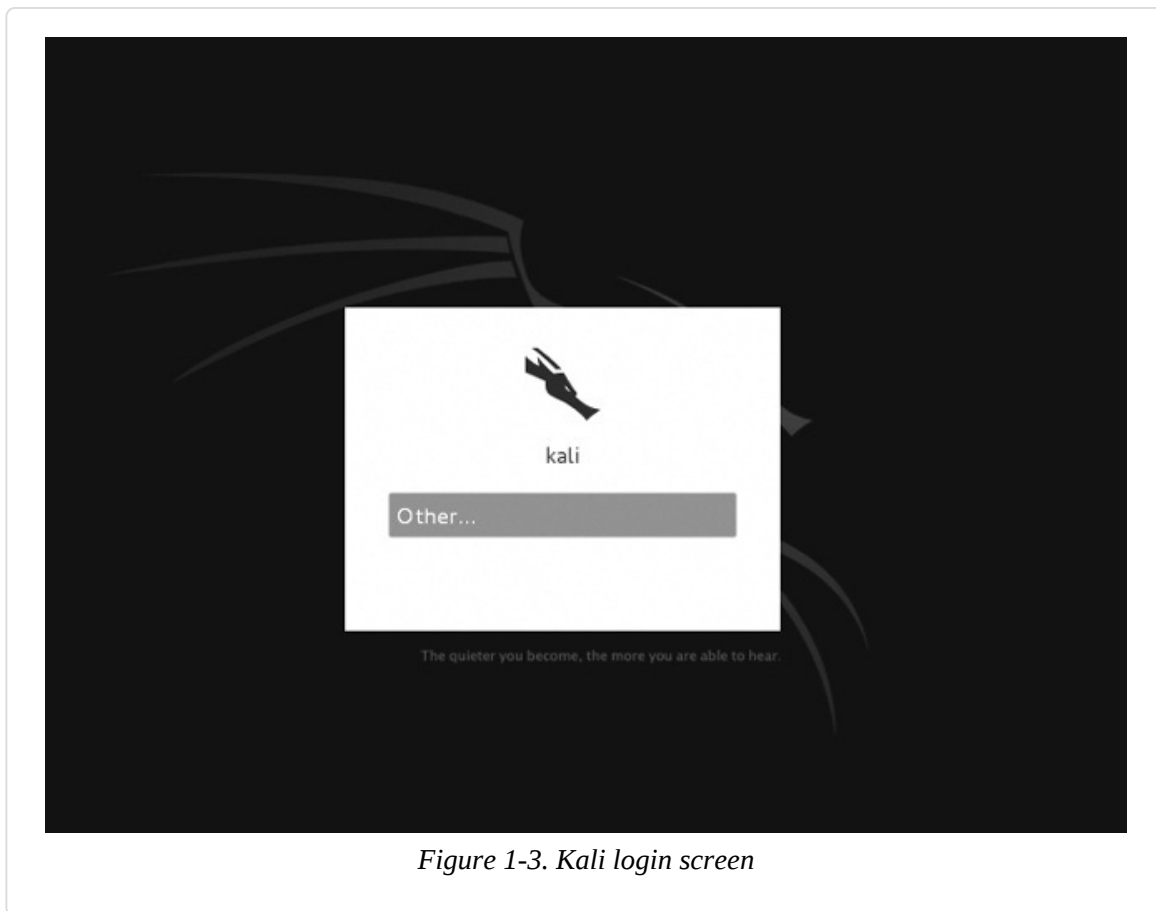 kali
Other...
The quieter you become, the more you are able to hear.
Figure 1-3. Kali login screen